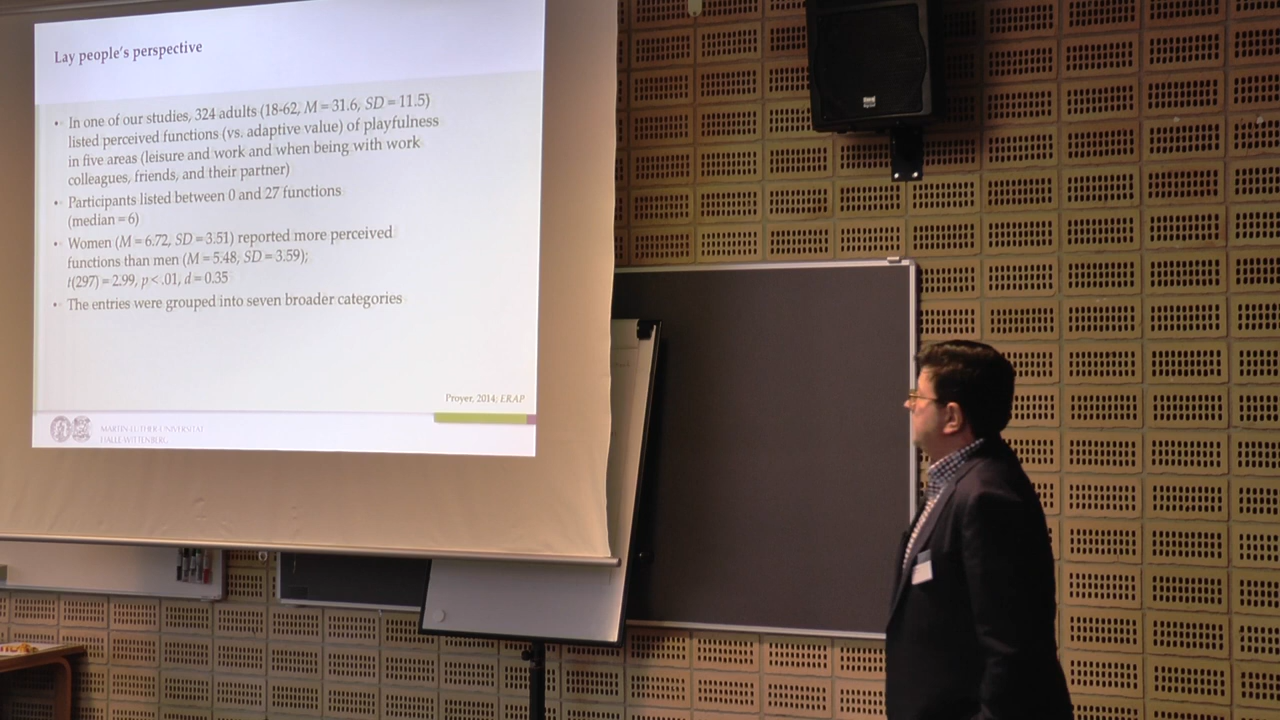 Lay people's perspective
• In one of our studies, 324 adults (18-62, M = 31.6, SD = 11.5)
listed perceived functions (vs. adaptive value) of playfulness
in five areas (leisure and work and when being with work
colleagues, friends, and their partner)
• Participants listed between 0 and 27 functions
(median = 6)
• Women (M = 6.72, SD = 3.51) reported more perceived
functions than men (M = 5.48, SD = 3.59);
t(297) = 2.99, p < .01, d = 0.35
• The entries were grouped into seven broader categories
Proyer, 2014; ERAP
MARTIN-LUTHER-UNIVERSITÄT
HALLE-WITTENBERG